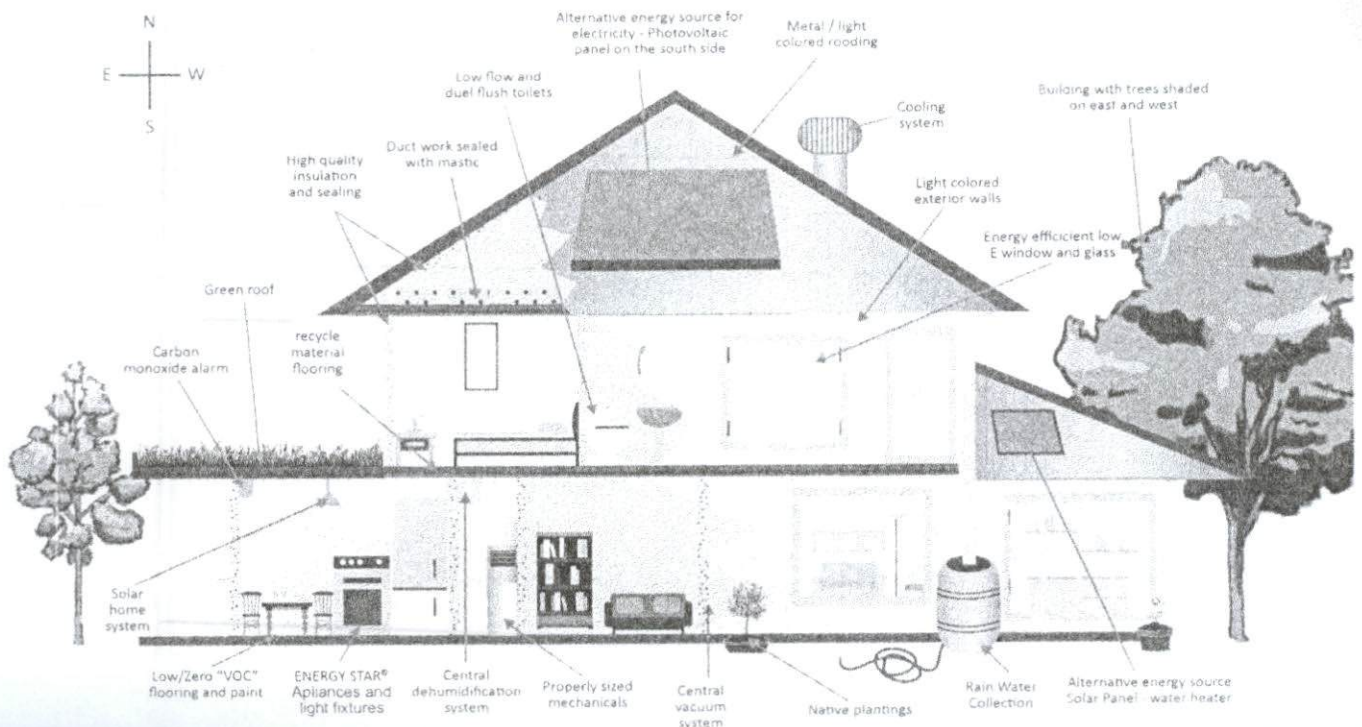 N
E W
S
Alternative energy source for
electricity - Photovoltaic
panel on the south side
Metal / light
colored rooding
Low flow and
duel flush toilets
Cooling
system
Building with trees shaded
on east and west
High quality
insulation
and sealing
Duct work sealed
with mastic
Light colored
exterior walls
Energy efficicient low
E window and glass
Green roof
recycle
material
flooring
Carbon
monoxide alarm
Solar
home
system
Low/Zero "VOC"
flooring and paint
ENERGY STAR®
Apliances and
light fixtures
Central
dehumidification
system
Properly sized
mechanicals
Central
vacuum
system
Native plantings
Rain Water
Collection
Alternative energy source
Solar Panel - water heater